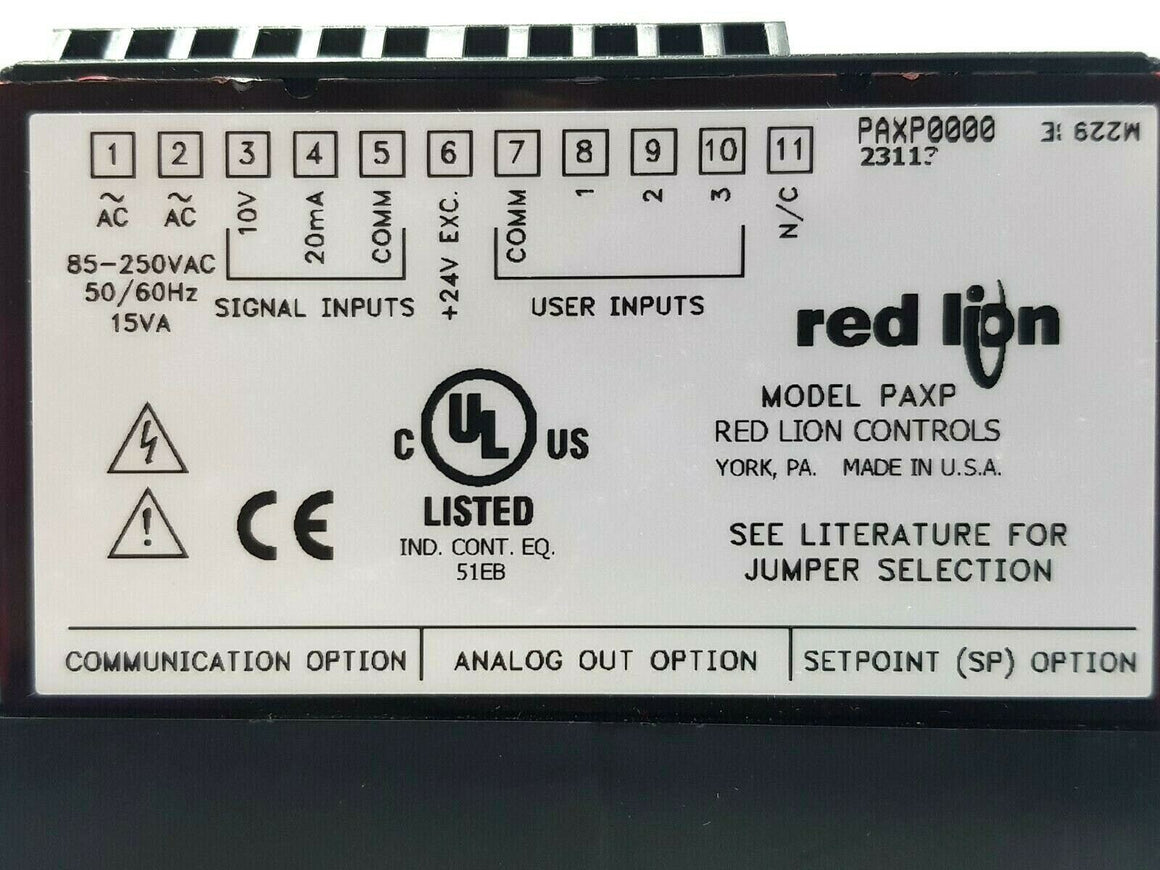 1 2 3 4 5 6 7 8 9 10 11
AC AC 10V 20mA COMM +24V EXC. COMM 1 2 3 N/C
PAXP0000
85-250VAC
50/60Hz
15VA
SIGNAL INPUTS
USER INPUTS
red lion
MODEL PAXP
RED LION CONTROLS
YORK, PA. MADE IN U.S.A.
C UL US
LISTED
IND. CONT. EQ.
51EB
CE
SEE LITERATURE FOR
JUMPER SELECTION
COMMUNICATION OPTION ANALOG OUT OPTION SETPOINT (SP) OPTION